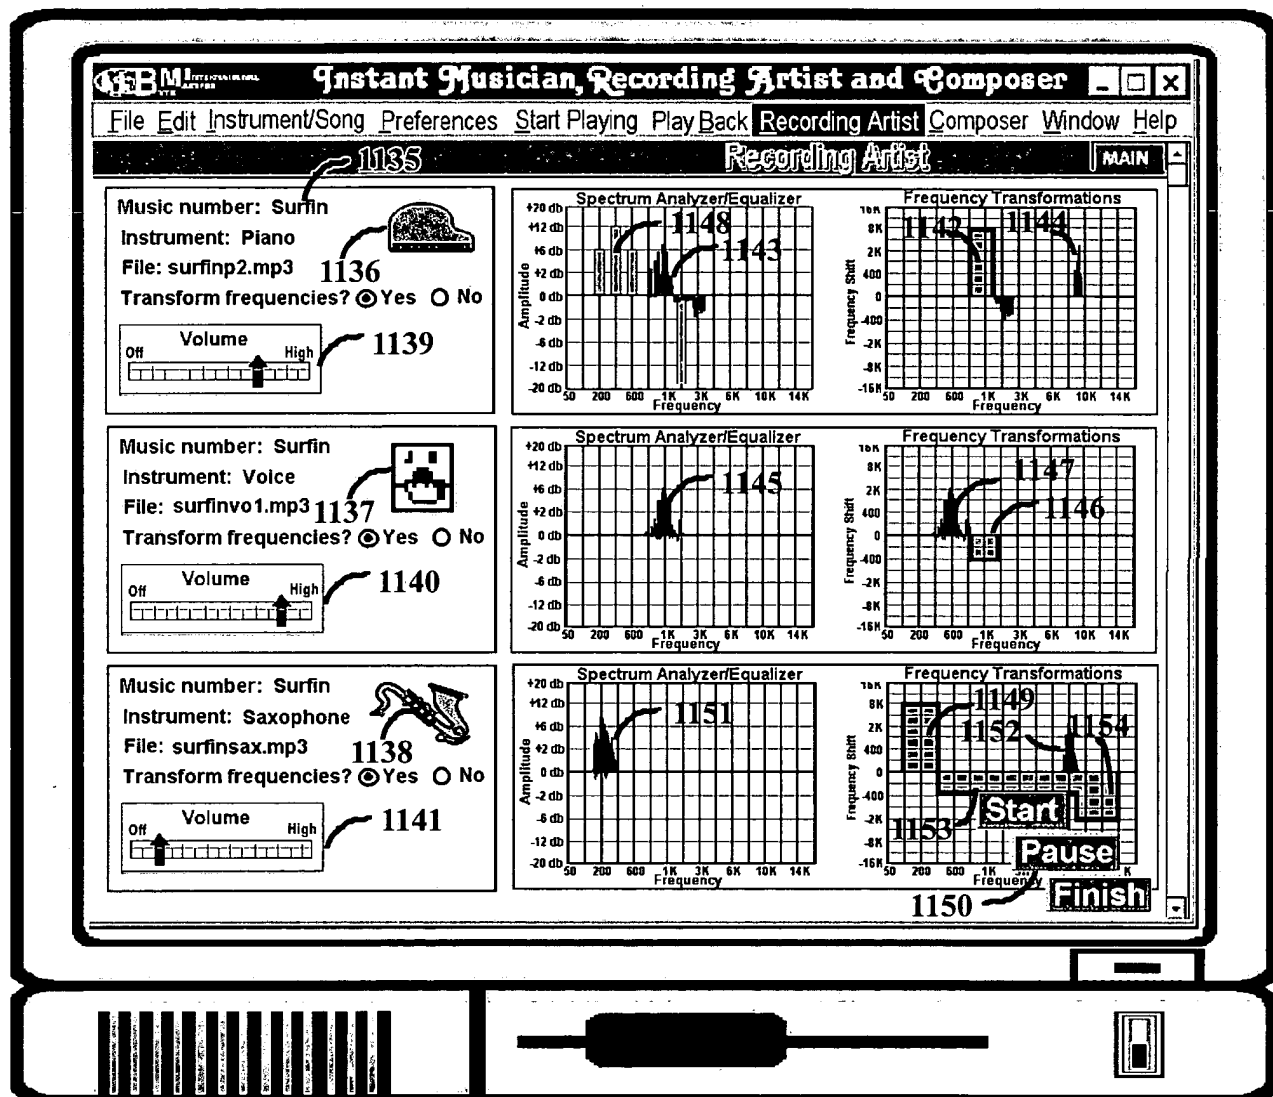 Instant Musician, Recording Artist and Composer
File Edit Instrument/Song Preferences Start Playing Play Back Recording Artist Composer Window Help
1135 Recording Artist MAIN
Music number: Surfin
Instrument: Piano
File: surfinp2.mp3 1136
Transform frequencies? Yes No
Volume
Off High 1139
Spectrum Analyzer/Equalizer
+20 db
+12 db
+6 db
+2 db
0 db
-2 db
-6 db
-12 db
-20 db
Amplitude
1148
1143
50 200 600 1K 3K 6K 10K 14K
Frequency
Frequency Transformations
16K
8K
2K
400
0
-400
-2K
-8K
-16K
Frequency Shift
1142 1144
50 200 600 1K 3K 6K 10K 14K
Frequency
Music number: Surfin
Instrument: Voice
File: surfinvo1.mp3 1137
Transform frequencies? Yes No
Volume
Off High 1140
Spectrum Analyzer/Equalizer
+20 db
+12 db
+6 db
+2 db
0 db
-2 db
-6 db
-12 db
-20 db
Amplitude
1145
50 200 600 1K 3K 6K 10K 14K
Frequency
Frequency Transformations
16K
8K
2K
400
0
-400
-2K
-8K
-16K
Frequency Shift
1147
1146
50 200 600 1K 3K 6K 10K 14K
Frequency
Music number: Surfin
Instrument: Saxophone
File: surfinsax.mp3 1138
Transform frequencies? Yes No
Volume
Off High 1141
Spectrum Analyzer/Equalizer
+20 db
+12 db
+6 db
+2 db
0 db
-2 db
-6 db
-12 db
-20 db
Amplitude
1151
50 200 600 1K 3K 6K 10K 14K
Frequency
Frequency Transformations
16K
8K
2K
400
0
-400
-2K
-8K
-16K
Frequency Shift
1149
1152 1154
1153 Start
Pause
50 200 600 1K
1150 Finish